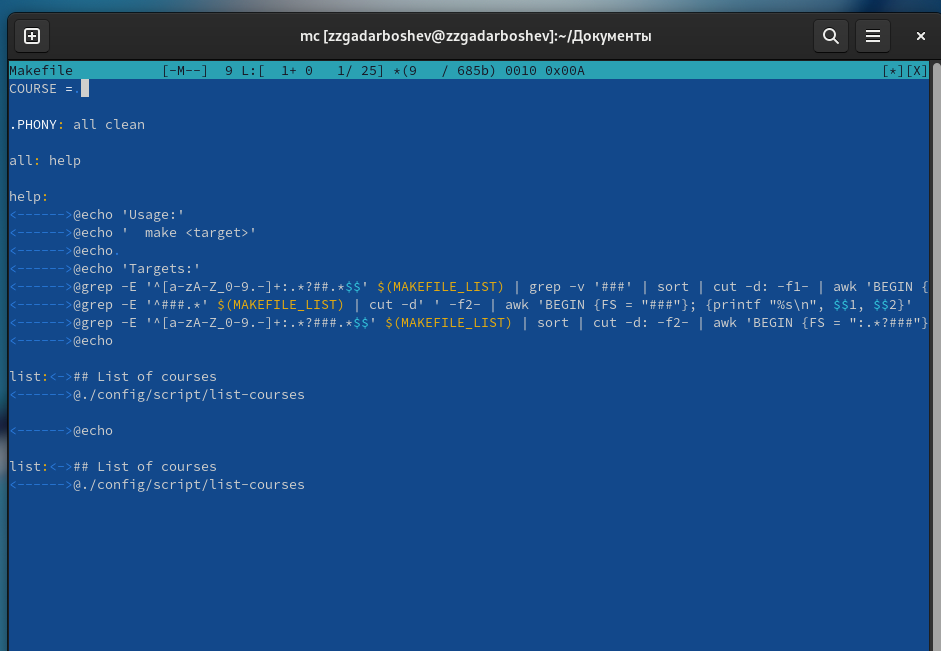 mc [zzgadarboshev@zzgadarboshev]:~/Документы
Makefile [-M--] 9 L:[ 1+ 0 1/ 25] *(9 / 685b) 0010 0x00A [*][X]
COURSE =.
.PHONY: all clean
all: help
help:
<------>@echo 'Usage:'
<------>@echo '  make <target>'
<------>@echo.
<------>@echo 'Targets:'
<------>@grep -E '^[a-zA-Z_0-9.-]+:.*?##.*$$' $(MAKEFILE_LIST) | grep -v '###' | sort | cut -d: -f1- | awk 'BEGIN {
<------>@grep -E '^###.*' $(MAKEFILE_LIST) | cut -d' ' -f2- | awk 'BEGIN {FS = "###"}; {printf "%s\n", $$1, $$2}'
<------>@grep -E '^[a-zA-Z_0-9.-]+:.*?###.*$$' $(MAKEFILE_LIST) | sort | cut -d: -f2- | awk 'BEGIN {FS = ":.*?###"}
<------>@echo
list:<->## List of courses
<------>@./config/script/list-courses
<------>@echo
list:<->## List of courses
<------>@./config/script/list-courses